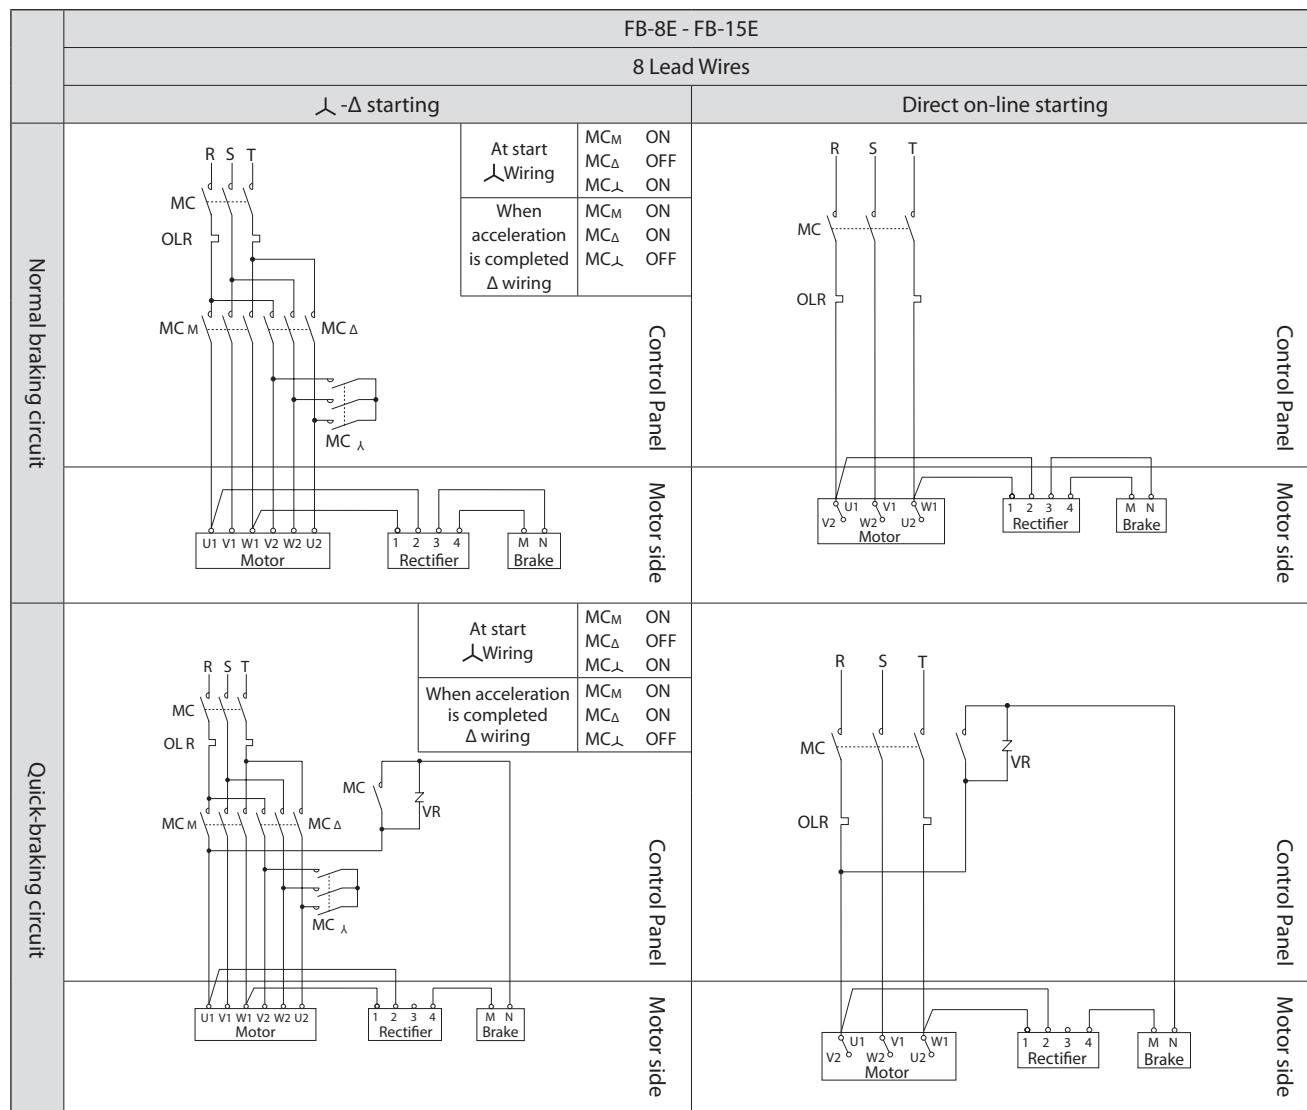 FB-8E - FB-15E
8 Lead Wires
⅄ -Δ starting
Direct on-line starting
Normal braking circuit
R S T
MC
OLR
MC M
MC Δ
MC ⅄
At start
⅄ Wiring
MCM ON
MCΔ OFF
MC⅄ ON
When
acceleration
is completed
Δ wiring
MCM ON
MCΔ ON
MC⅄ OFF
Control Panel
U1 V1 W1 V2 W2 U2
Motor
1 2 3 4
Rectifier
M N
Brake
Motor side
R S T
MC
OLR
Control Panel
U1 V1 W1
V2 W2 U2
Motor
1 2 3 4
Rectifier
M N
Brake
Motor side
Quick-braking circuit
R S T
MC
OL R
MC M
MC Δ
MC ⅄
MC
VR
At start
⅄ Wiring
MCM ON
MCΔ OFF
MC⅄ ON
When acceleration
is completed
Δ wiring
MCM ON
MCΔ ON
MC⅄ OFF
Control Panel
U1 V1 W1 V2 W2 U2
Motor
1 2 3 4
Rectifier
M N
Brake
Motor side
R S T
MC
VR
OLR
Control Panel
U1 V1 W1
V2 W2 U2
Motor
1 2 3 4
Rectifier
M N
Brake
Motor side